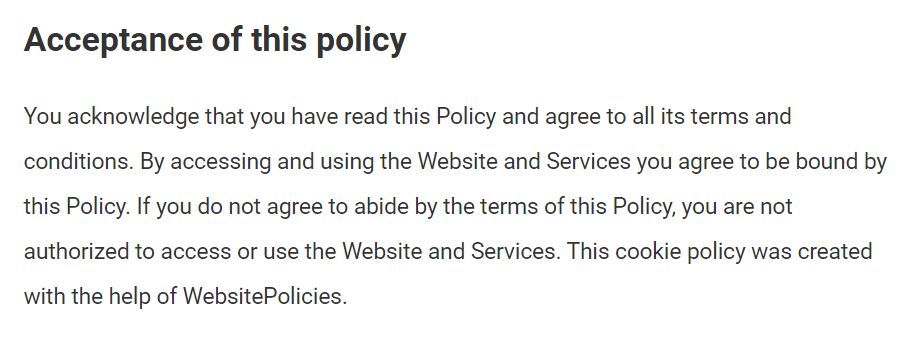 Acceptance of this policy
You acknowledge that you have read this Policy and agree to all its terms and
conditions. By accessing and using the Website and Services you agree to be bound by
this Policy. If you do not agree to abide by the terms of this Policy, you are not
authorized to access or use the Website and Services. This cookie policy was created
with the help of WebsitePolicies.